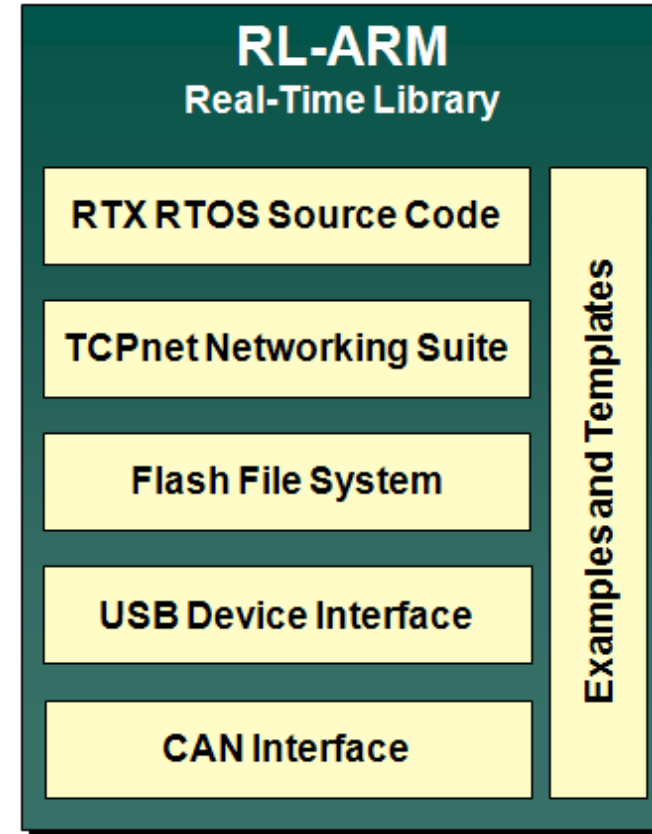 RL-ARM
Real-Time Library
RTX RTOS Source Code
TCPnet Networking Suite
Flash File System
USB Device Interface
CAN Interface
Examples and Templates